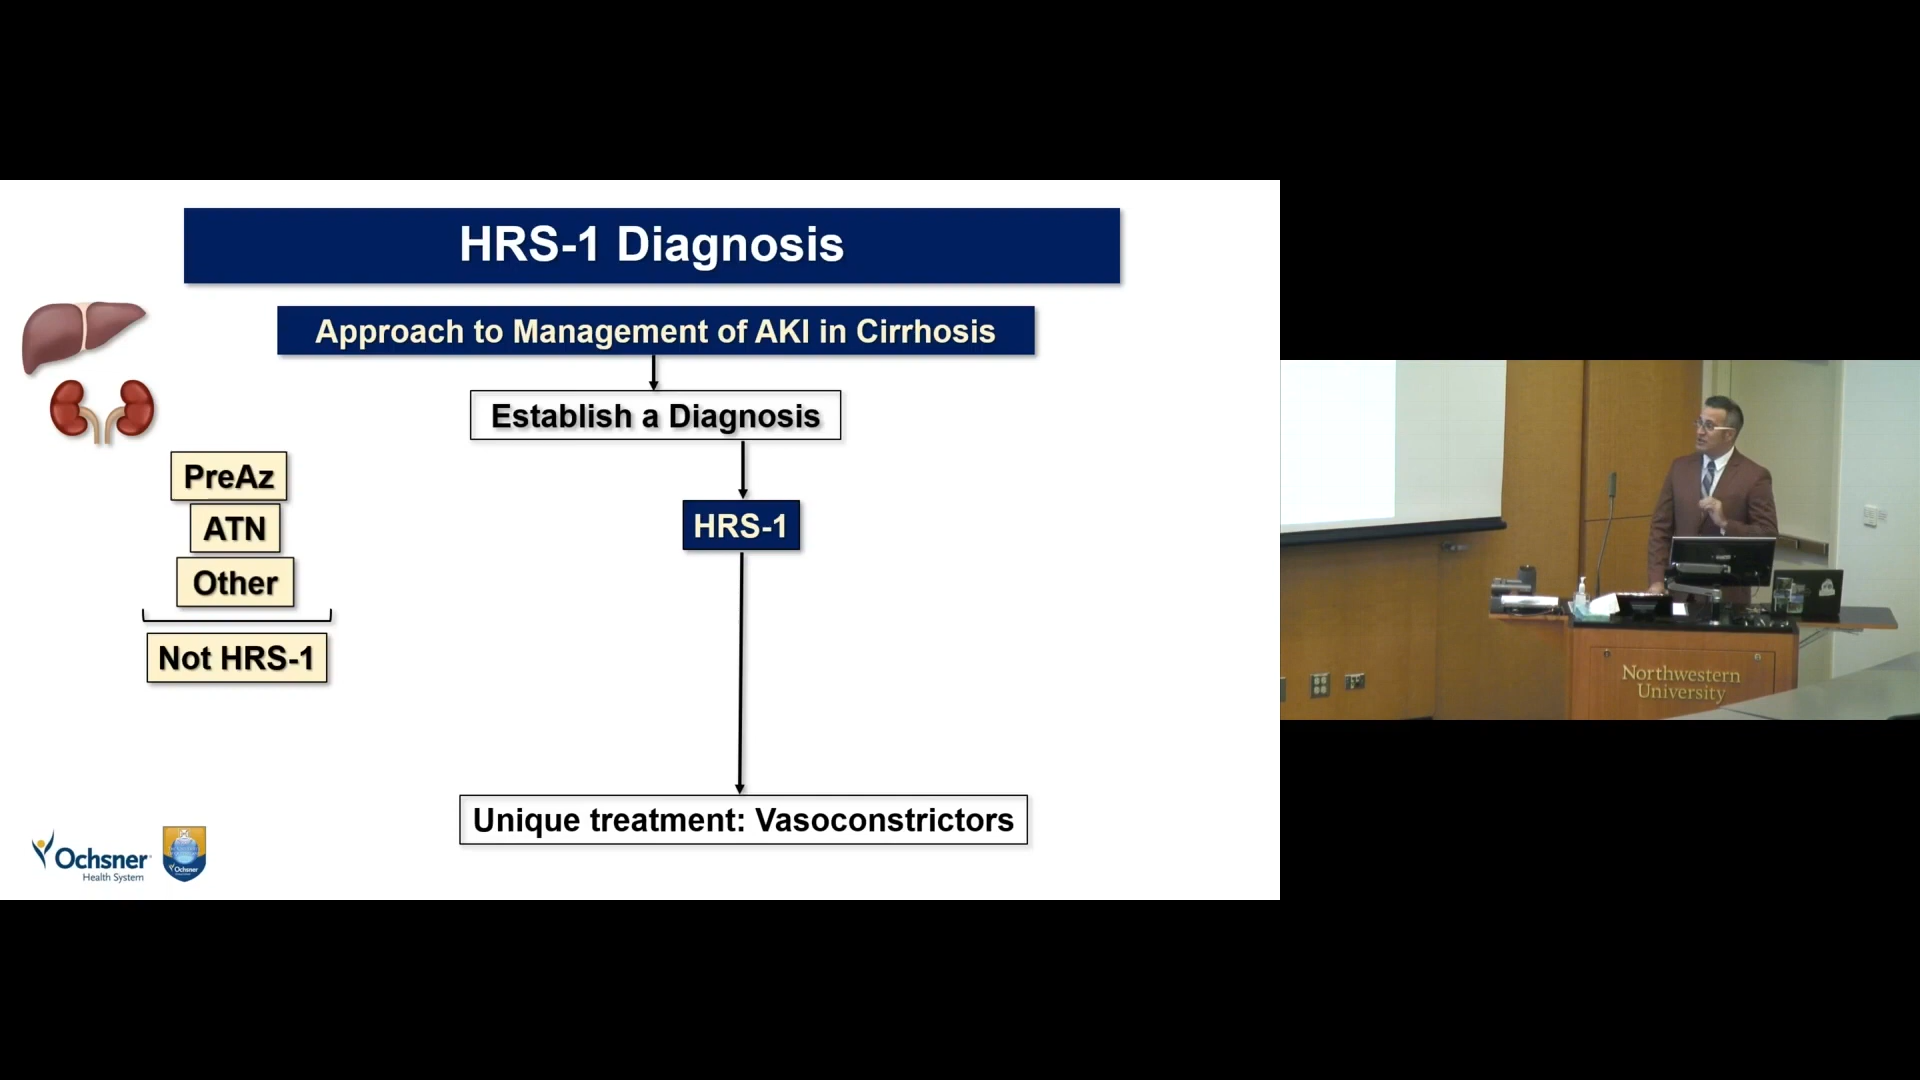 HRS-1 Diagnosis
Approach to Management of AKI in Cirrhosis
Establish a Diagnosis
PreAz
ATN
Other
Not HRS-1
HRS-1
Unique treatment: Vasoconstrictors
Ochsner
Health System
Ochsner
Northwestern
University